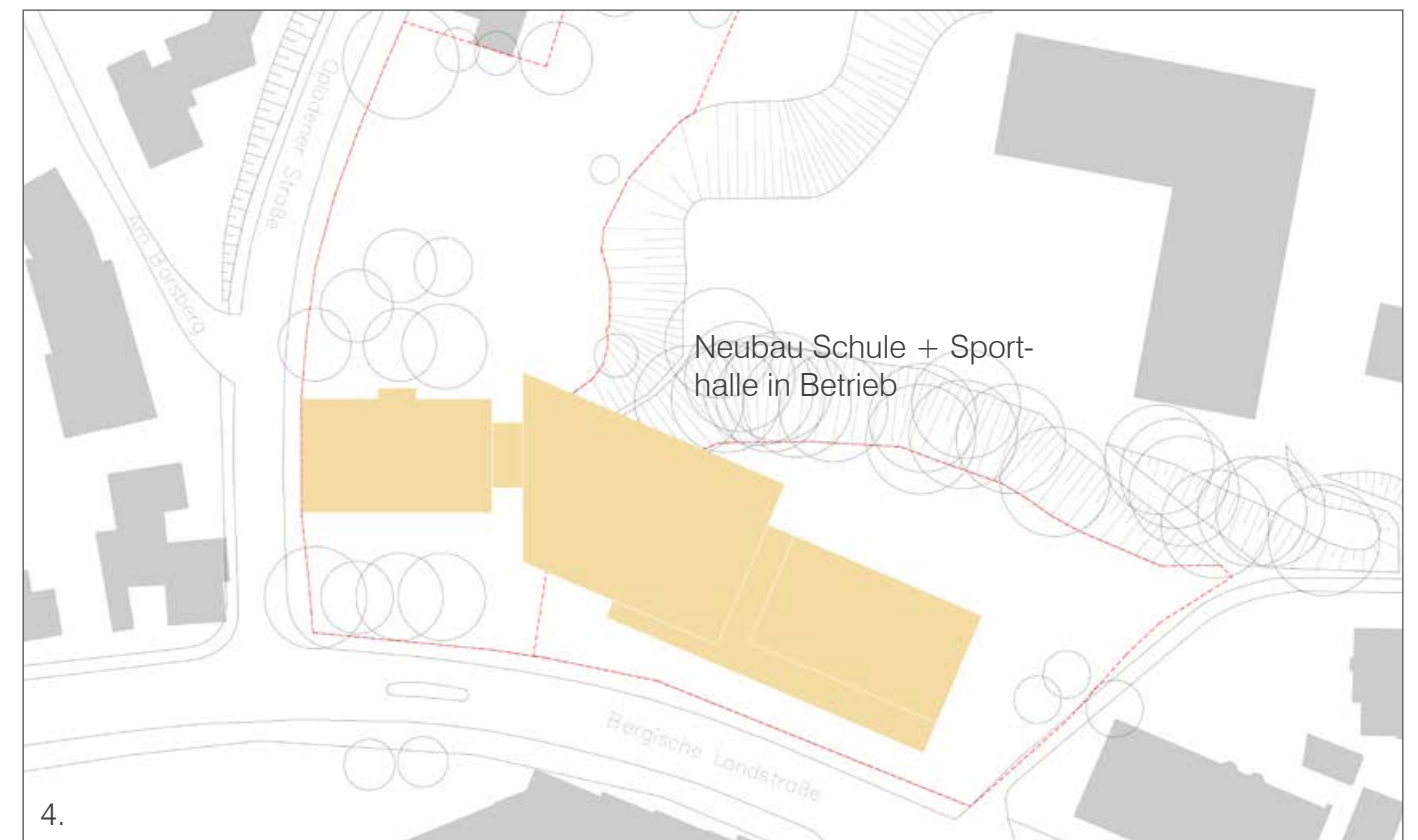 Opladener Straße
Am Borsberg
Neubau Schule + Sport-
halle in Betrieb
Bergische Landstraße
4.